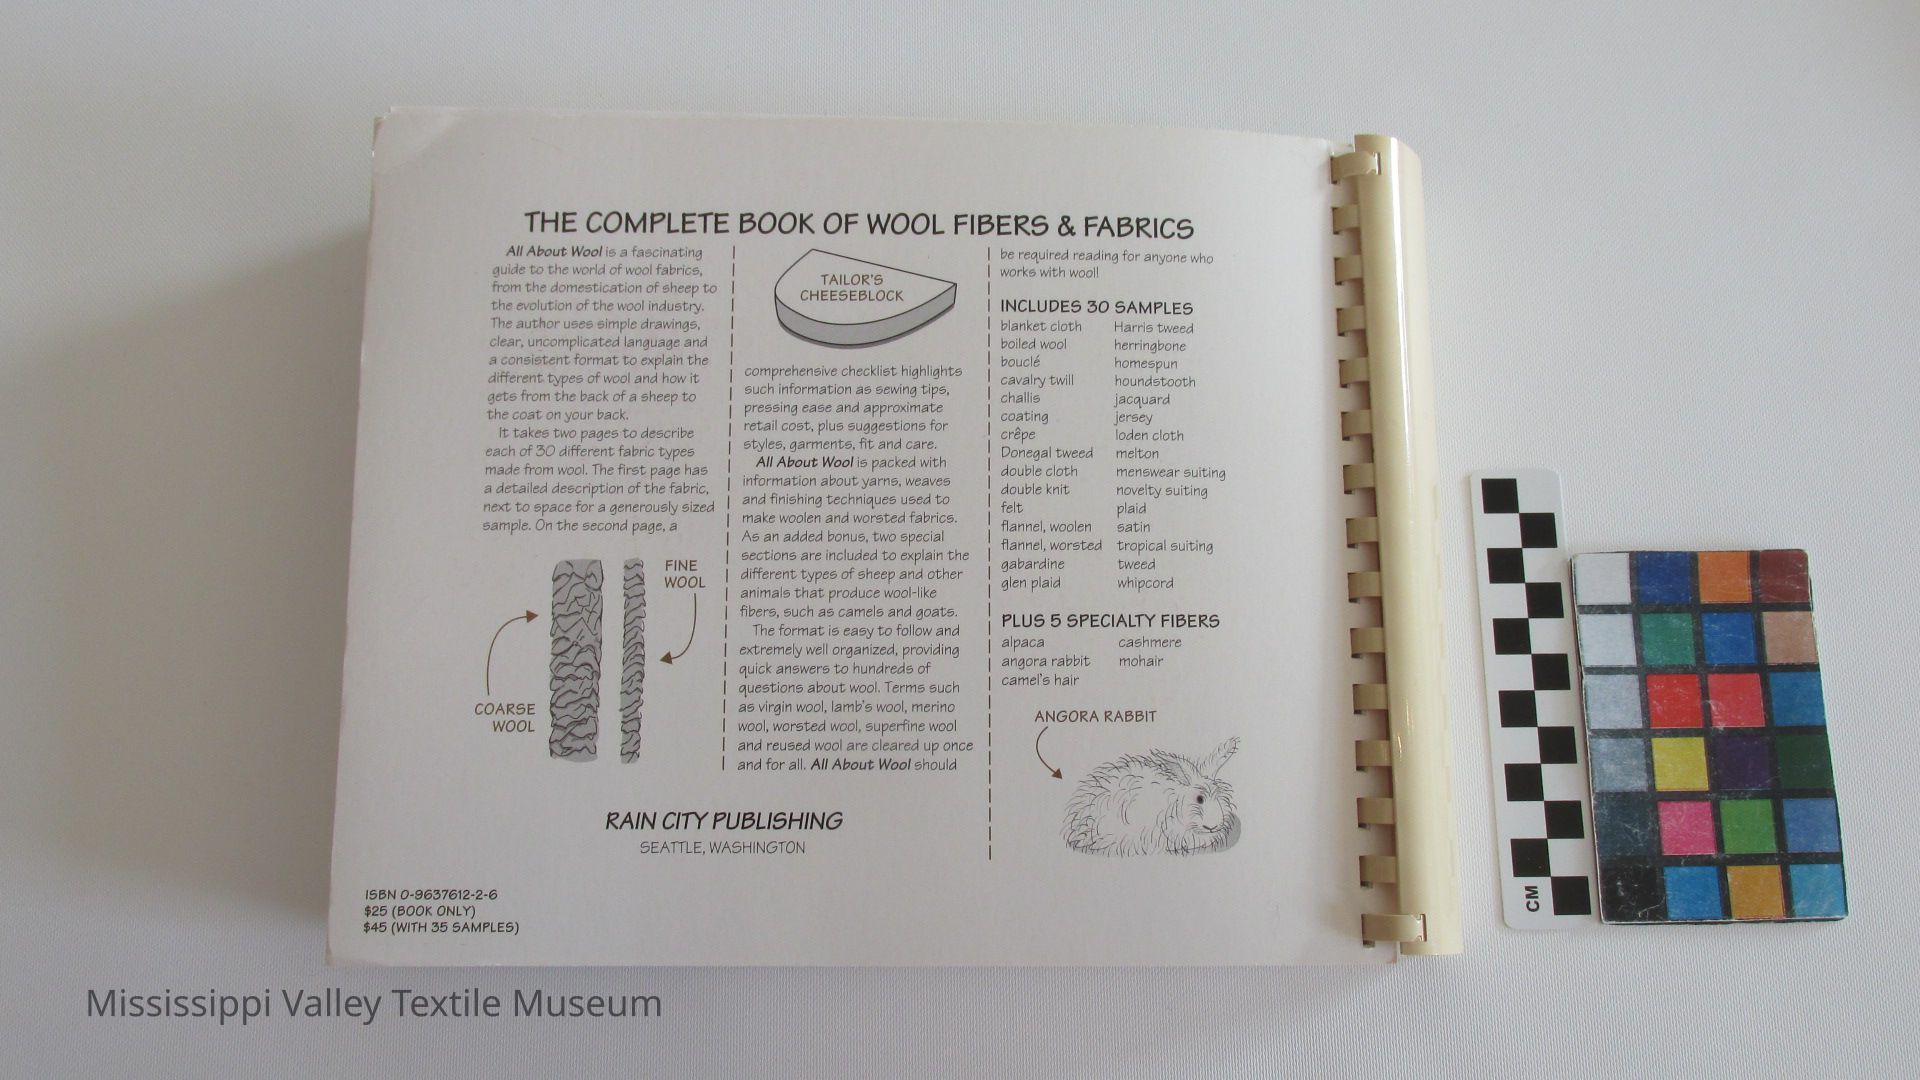 THE COMPLETE BOOK OF WOOL FIBERS & FABRICS
All About Wool is a fascinating
guide to the world of wool fabrics,
from the domestication of sheep to
the evolution of the wool industry.
The author uses simple drawings,
clear, uncomplicated language and
a consistent format to explain the
different types of wool and how it
gets from the back of a sheep to
the coat on your back.
It takes two pages to describe
each of 30 different fabric types
made from wool. The first page has
a detailed description of the fabric,
next to space for a generously sized
sample. On the second page, a
FINE
WOOL
COARSE
WOOL
TAILOR'S
CHEESEBLOCK
comprehensive checklist highlights
such information as sewing tips,
pressing ease and approximate
retail cost, plus suggestions for
styles, garments, fit and care.
All About Wool is packed with
information about yarns, weaves
and finishing techniques used to
make woolen and worsted fabrics.
As an added bonus, two special
sections are included to explain the
different types of sheep and other
animals that produce wool-like
fibers, such as camels and goats.
The format is easy to follow and
extremely well organized, providing
quick answers to hundreds of
questions about wool. Terms such
as virgin wool, lamb's wool, merino
wool, worsted wool, superfine wool
and reused wool are cleared up once
and for all. All About Wool should
be required reading for anyone who
works with wool!
INCLUDES 30 SAMPLES
blanket cloth Harris tweed
boiled wool herringbone
bouclé homespun
cavalry twill houndstooth
challis jacquard
coating jersey
crêpe loden cloth
Donegal tweed melton
double cloth menswear suiting
double knit novelty suiting
felt plaid
flannel, woolen satin
flannel, worsted tropical suiting
gabardine tweed
glen plaid whipcord
PLUS 5 SPECIALTY FIBERS
alpaca cashmere
angora rabbit mohair
camel's hair
ANGORA RABBIT
RAIN CITY PUBLISHING
SEATTLE, WASHINGTON
ISBN 0-9637612-2-6
$25 (BOOK ONLY)
$45 (WITH 35 SAMPLES)
CM
Mississippi Valley Textile Museum